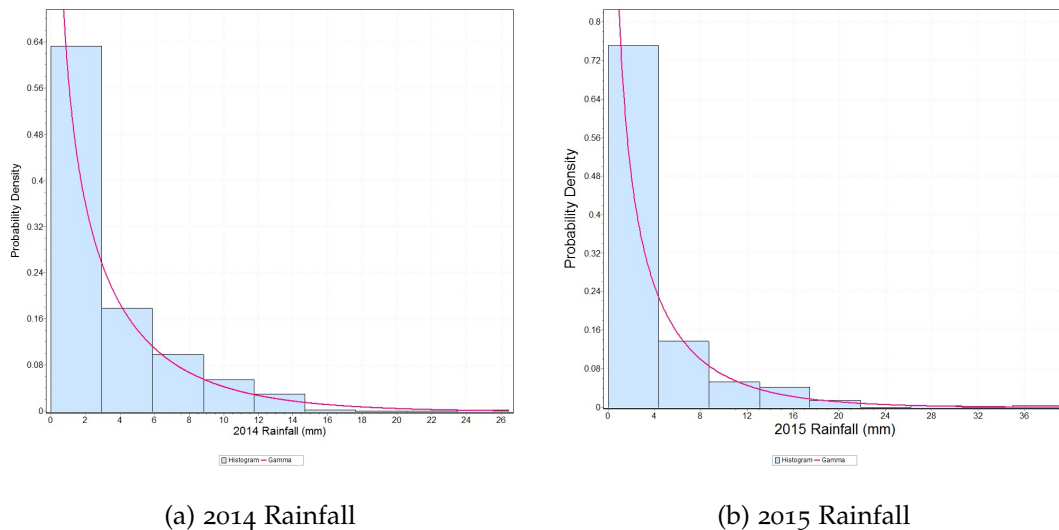 0.64
0.56
0.48
0.4
0.32
0.24
0.16
0.08
0
Probability Density
2 4 6 8 10 12 14 16 18 20 22 24 26
2014 Rainfall (mm)
Histogram Gamma
(a) 2014 Rainfall
0.8
0.72
0.64
0.56
0.48
0.4
0.32
0.24
0.16
0.08
0
Probability Density
0 4 8 12 16 20 24 28 32 36
2015 Rainfall (mm)
Histogram Gamma
(b) 2015 Rainfall